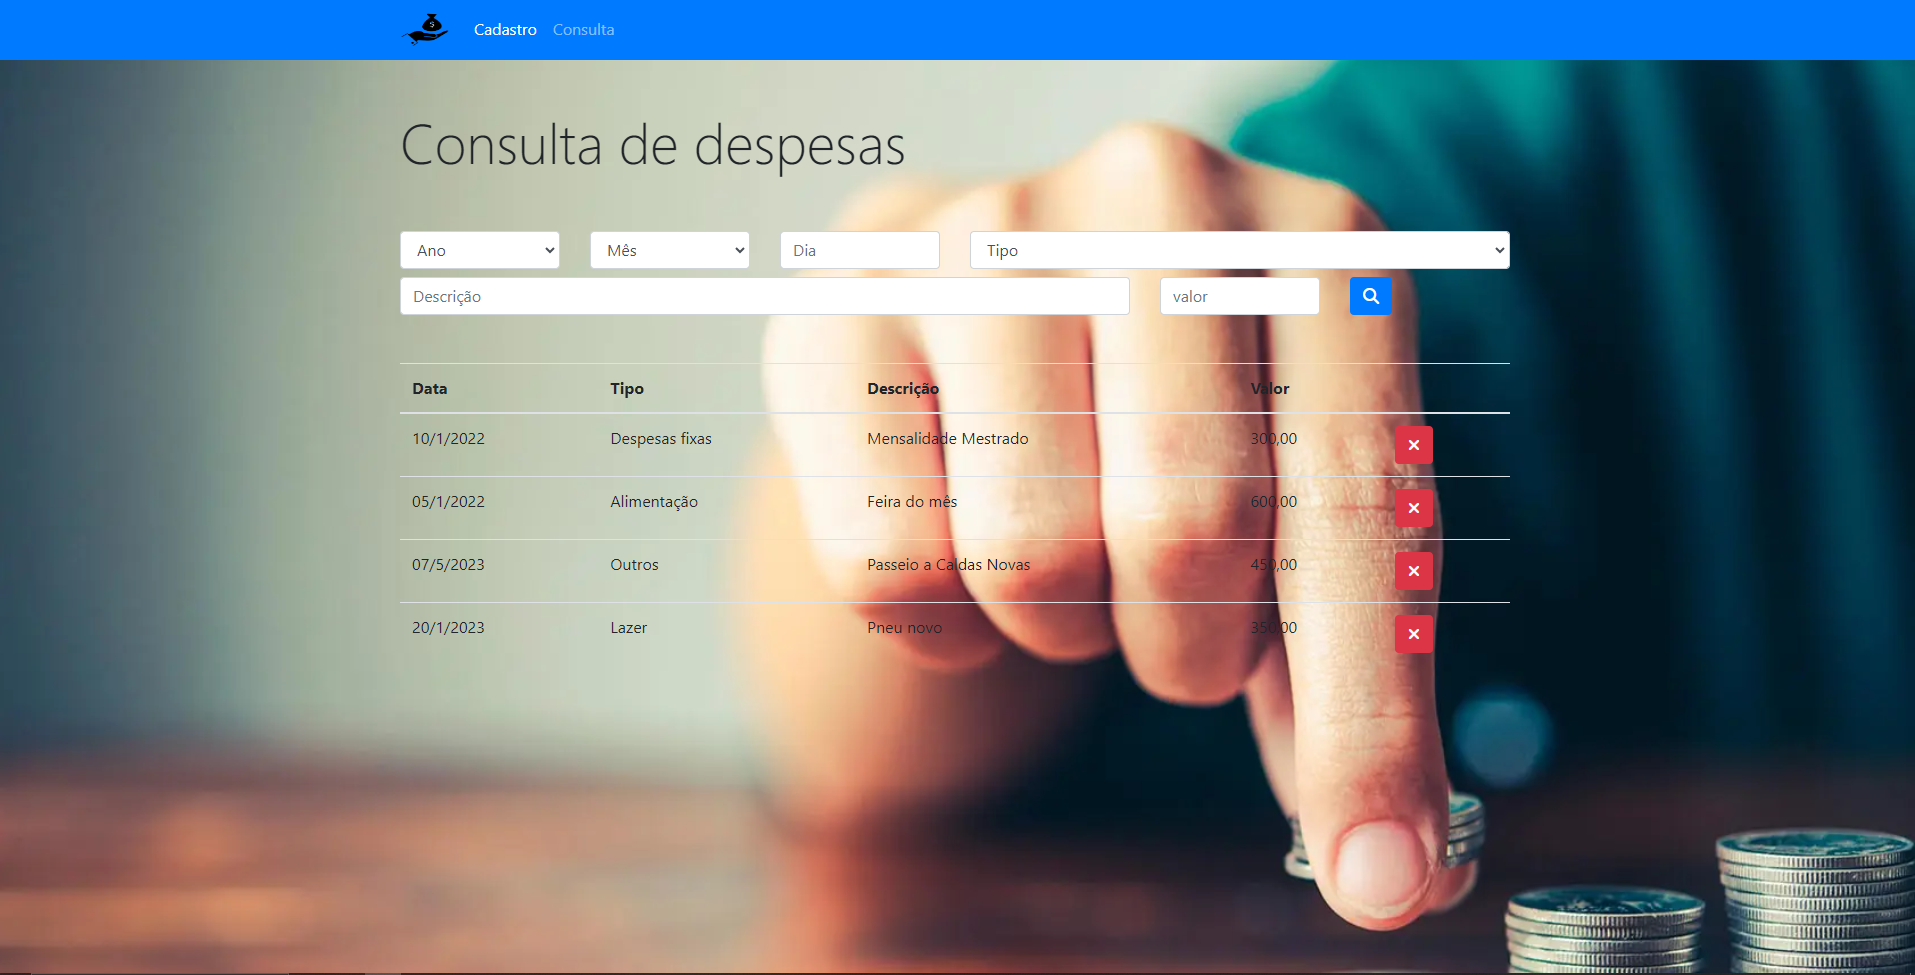 $
Cadastro Consulta
Consulta de despesas
Ano Mês Dia Tipo
Descrição valor
Data Tipo Descrição Valor
10/1/2022 Despesas fixas Mensalidade Mestrado 300,00
05/1/2022 Alimentação Feira do mês 600,00
07/5/2023 Outros Passeio a Caldas Novas 450,00
20/1/2023 Lazer Pneu novo 350,00